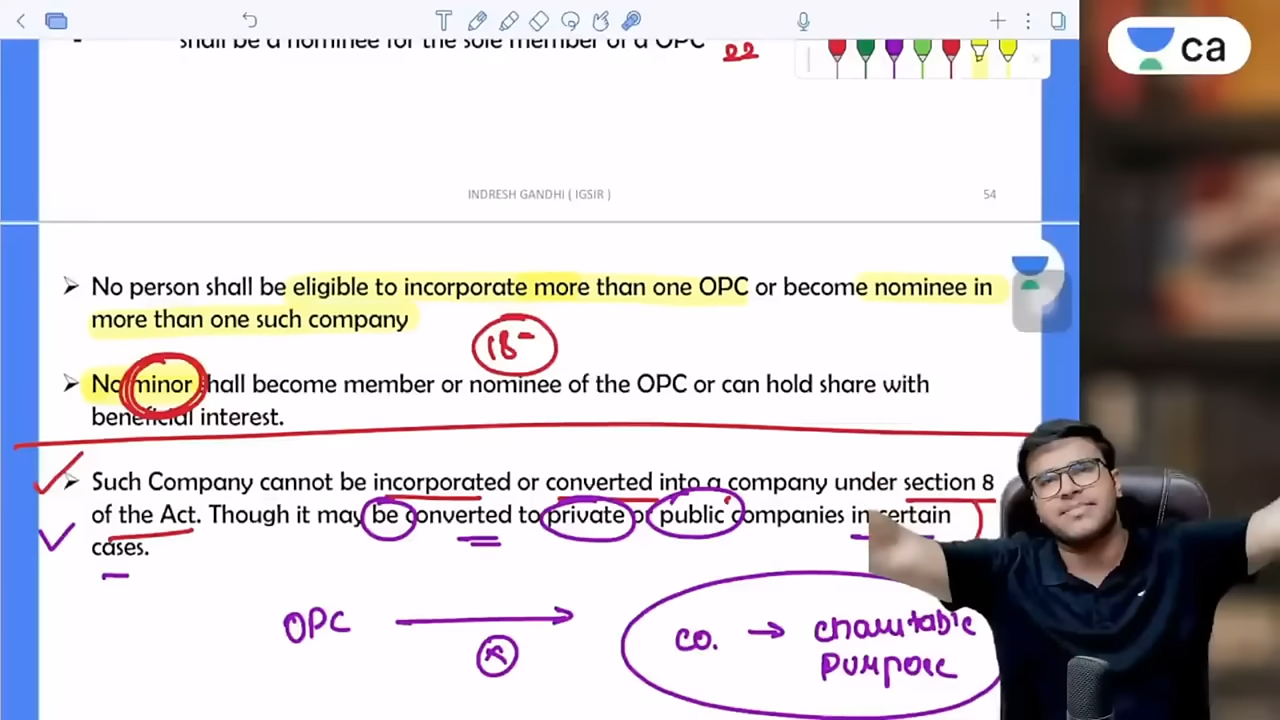 shall be a nominee for the sole member of a OPC
ca
INDRESH GANDHI ( IGSIR )
54
➢ No person shall be eligible to incorporate more than one OPC or become nominee in
more than one such company
18-
➢ No minor shall become member or nominee of the OPC or can hold share with
beneficial interest.
➢ Such Company cannot be incorporated or converted into a company under section 8
of the Act. Though it may be converted to private or public companies in certain
cases.
OPC → co. → charitable
purpose